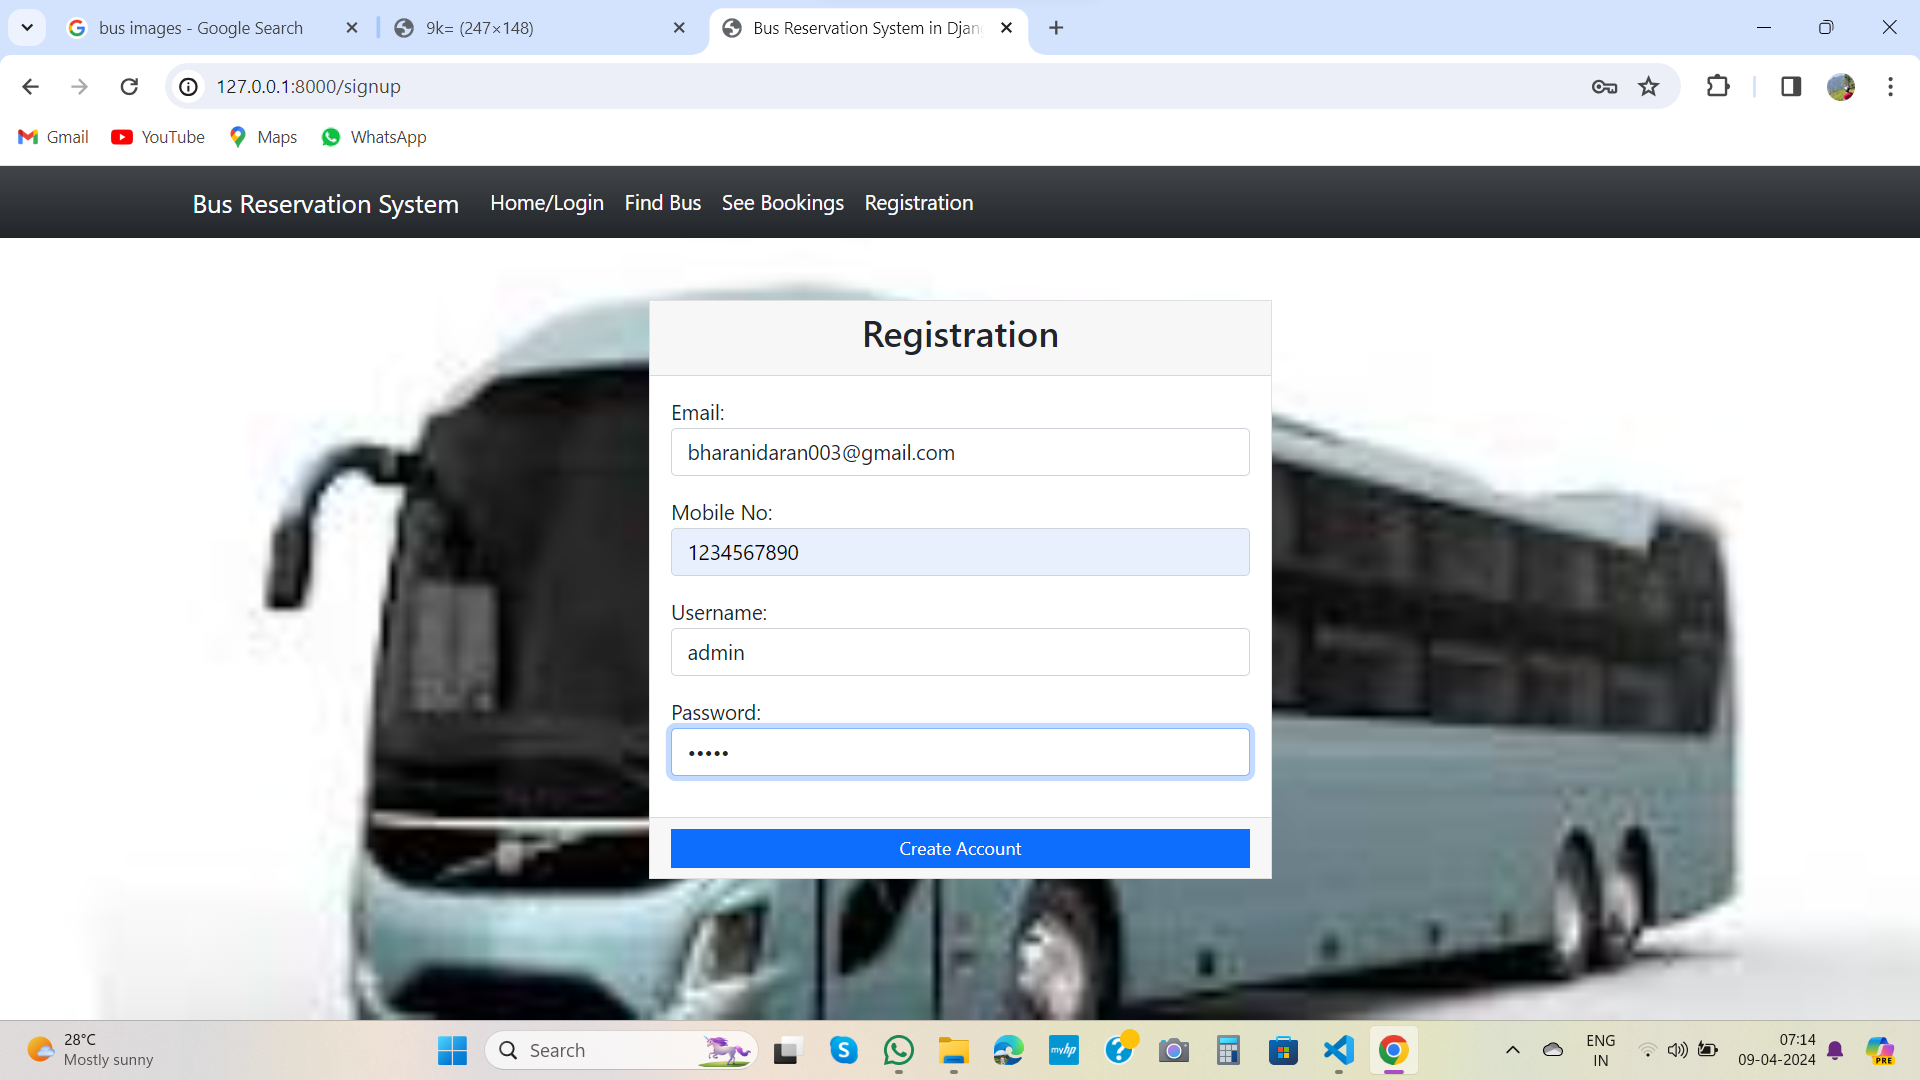 bus images - Google Search
9k= (247×148)
Bus Reservation System in Djan
127.0.0.1:8000/signup
Gmail YouTube Maps WhatsApp
Bus Reservation System Home/Login Find Bus See Bookings Registration
Registration
Email:
bharanidaran003@gmail.com
Mobile No:
1234567890
Username:
admin
Password:
•••••
Create Account
28°C
Mostly sunny
Search
myhp
ENG
IN
07:14
09-04-2024
PRE